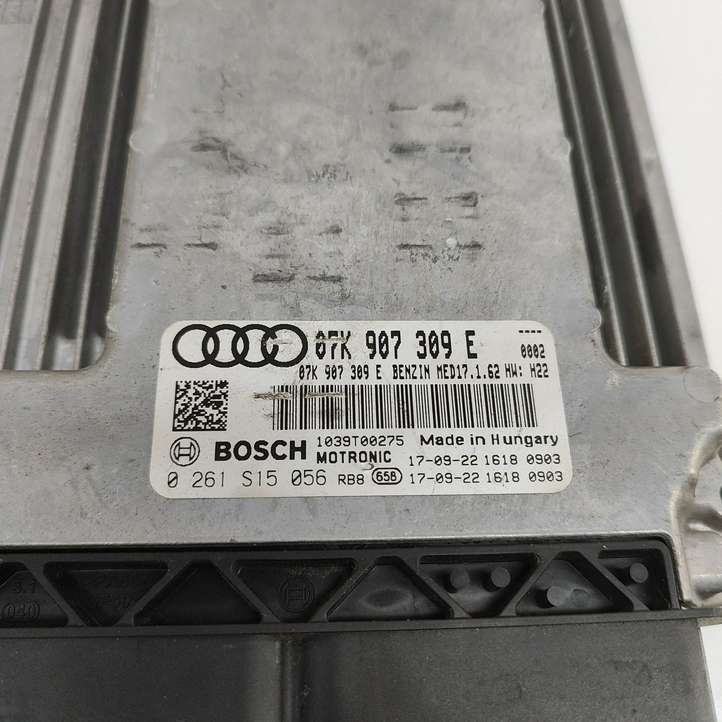 07K 907 309 E ----
0002
07K 907 309 E BENZIN MED17.1.62 HW: H22
BOSCH 1039T00275 Made in Hungary
MOTRONIC 17-09-22 1618 0903
0 261 S15 056 RB8 658 17-09-22 1618 0903